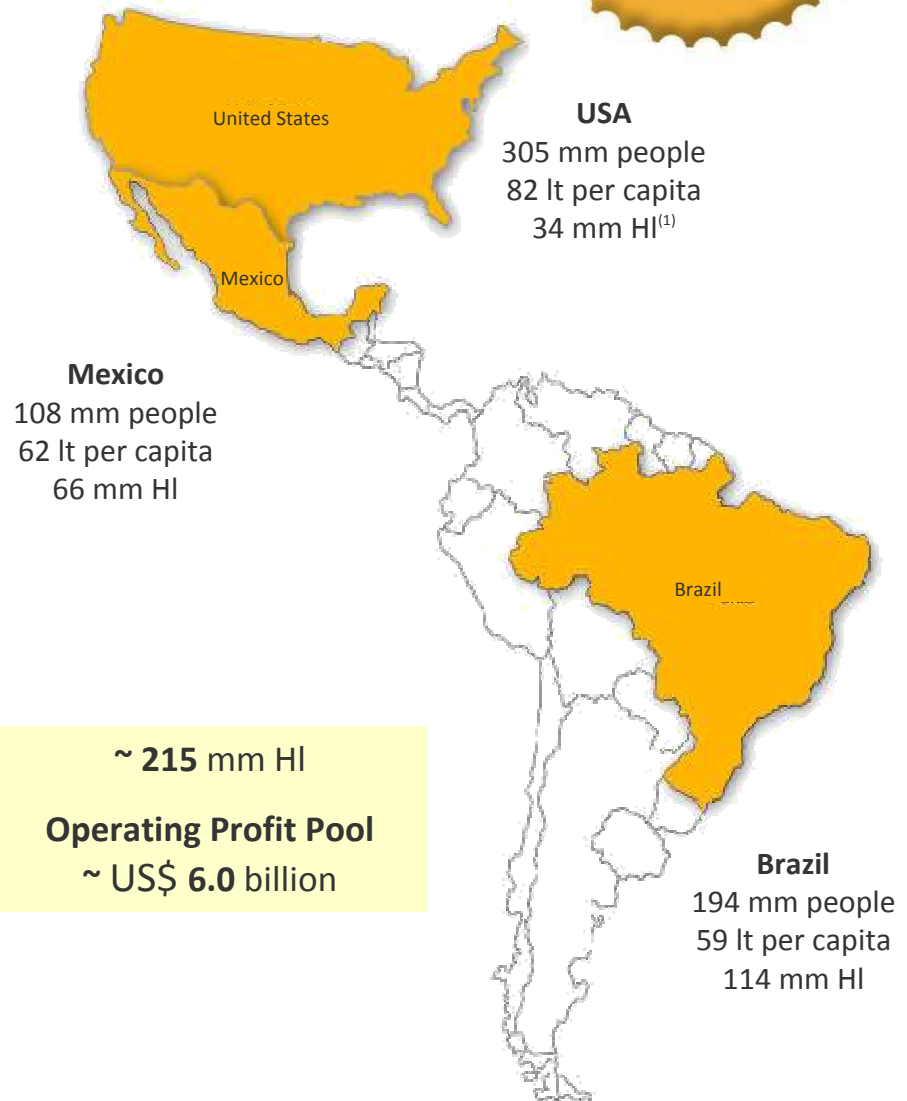 United States
USA
305 mm people
82 lt per capita
34 mm Hl(1)
Mexico
Mexico
108 mm people
62 lt per capita
66 mm Hl
Brazil
~ 215 mm Hl
Operating Profit Pool
~ US$ 6.0 billion
Brazil
194 mm people
59 lt per capita
114 mm Hl